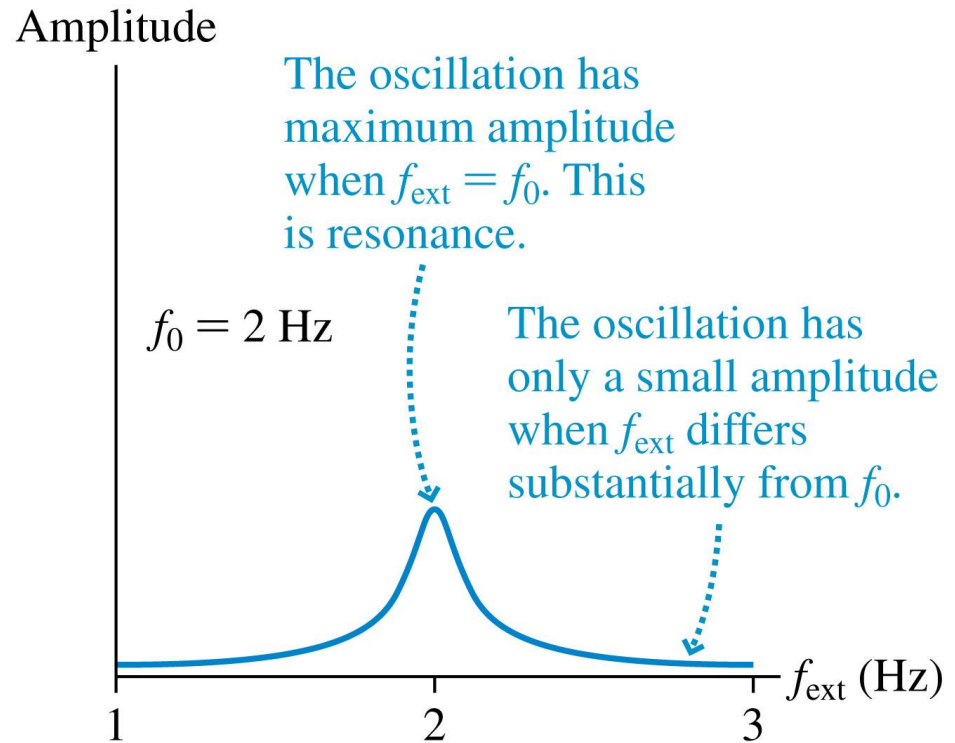 Amplitude
The oscillation has
maximum amplitude
when f_ext = f_0. This
is resonance.
f_0 = 2 Hz
The oscillation has
only a small amplitude
when f_ext differs
substantially from f_0.
f_ext (Hz)
1 2 3